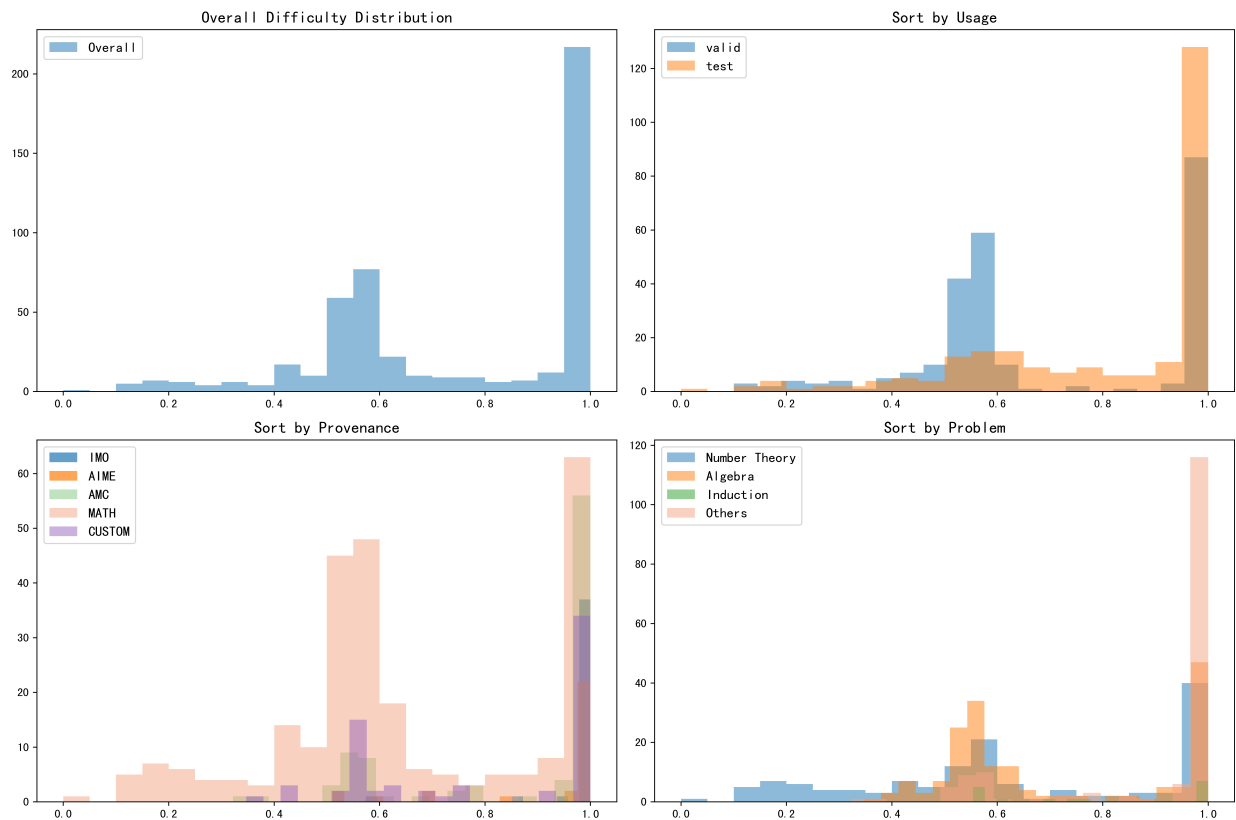 Overall Difficulty Distribution
Overall
200
150
100
50
0
0.0 0.2 0.4 0.6 0.8 1.0
Sort by Usage
valid
test
120
100
80
60
40
20
0
0.0 0.2 0.4 0.6 0.8 1.0
Sort by Provenance
IMO
AIME
AMC
MATH
CUSTOM
60
50
40
30
20
10
0
0.0 0.2 0.4 0.6 0.8 1.0
Sort by Problem
Number Theory
Algebra
Induction
Others
120
100
80
60
40
20
0
0.0 0.2 0.4 0.6 0.8 1.0